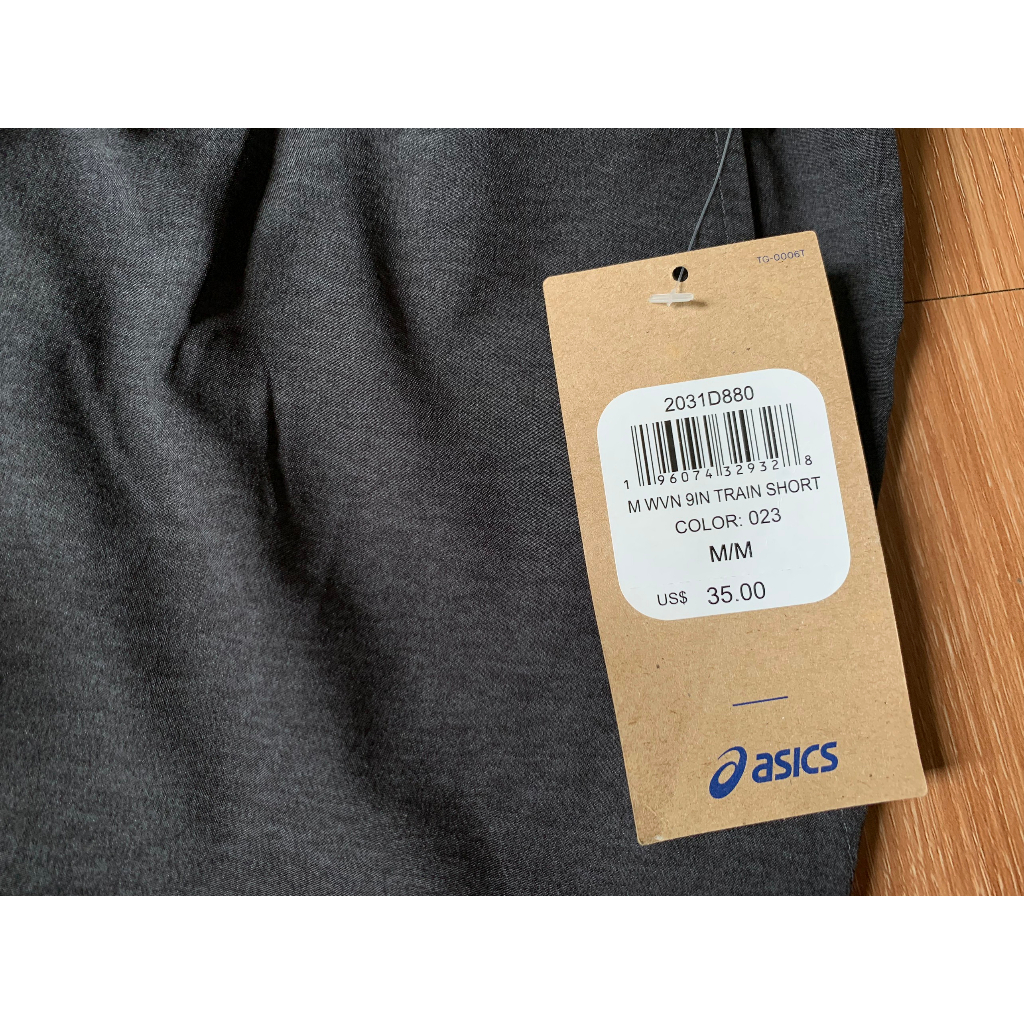 TG-0006T
2031D880
1 96074 32932 8
M WVN 9IN TRAIN SHORT
COLOR: 023
M/M
US$ 35.00
asics